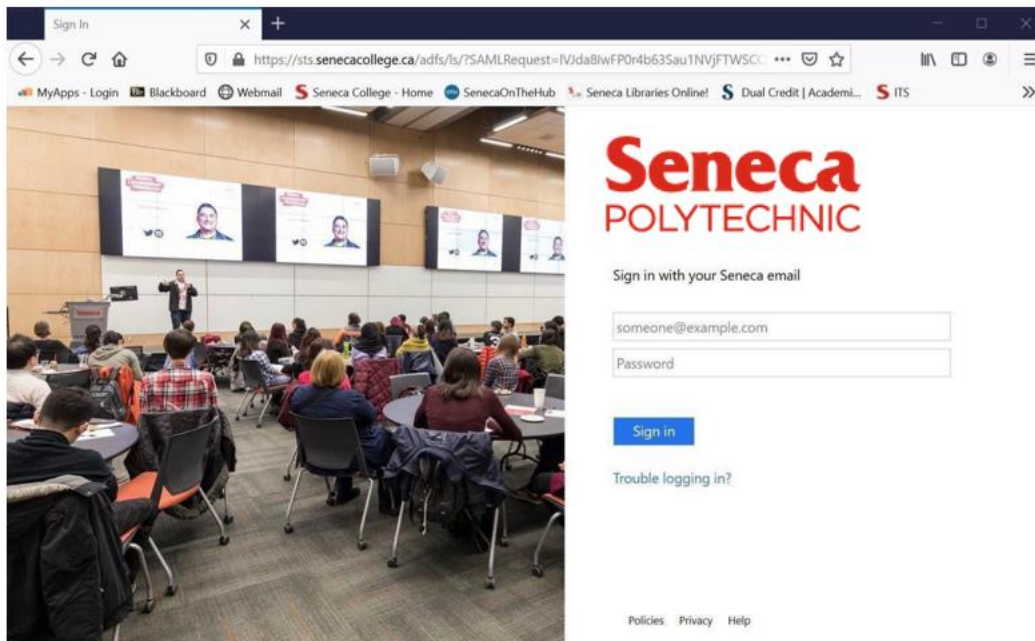 Sign In
https://sts.senecacollege.ca/adfs/ls/?SAMLRequest=
MyApps - Login Blackboard Webmail Seneca College - Home SenecaOnTheHub Seneca Libraries Online! Dual Credit | Academi... ITS
Seneca
POLYTECHNIC
Sign in with your Seneca email
someone@example.com
Password
Sign in
Trouble logging in?
Policies Privacy Help
Seneca